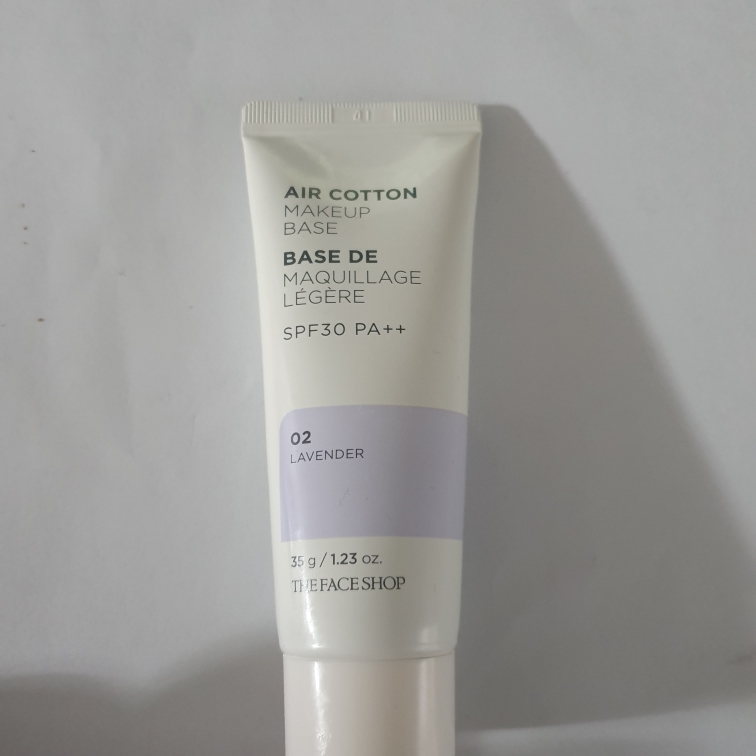 AIR COTTON
MAKEUP
BASE
BASE DE
MAQUILLAGE
LÉGÈRE
SPF30 PA++
02
LAVENDER
35 g / 1.23 oz.
THE FACE SHOP